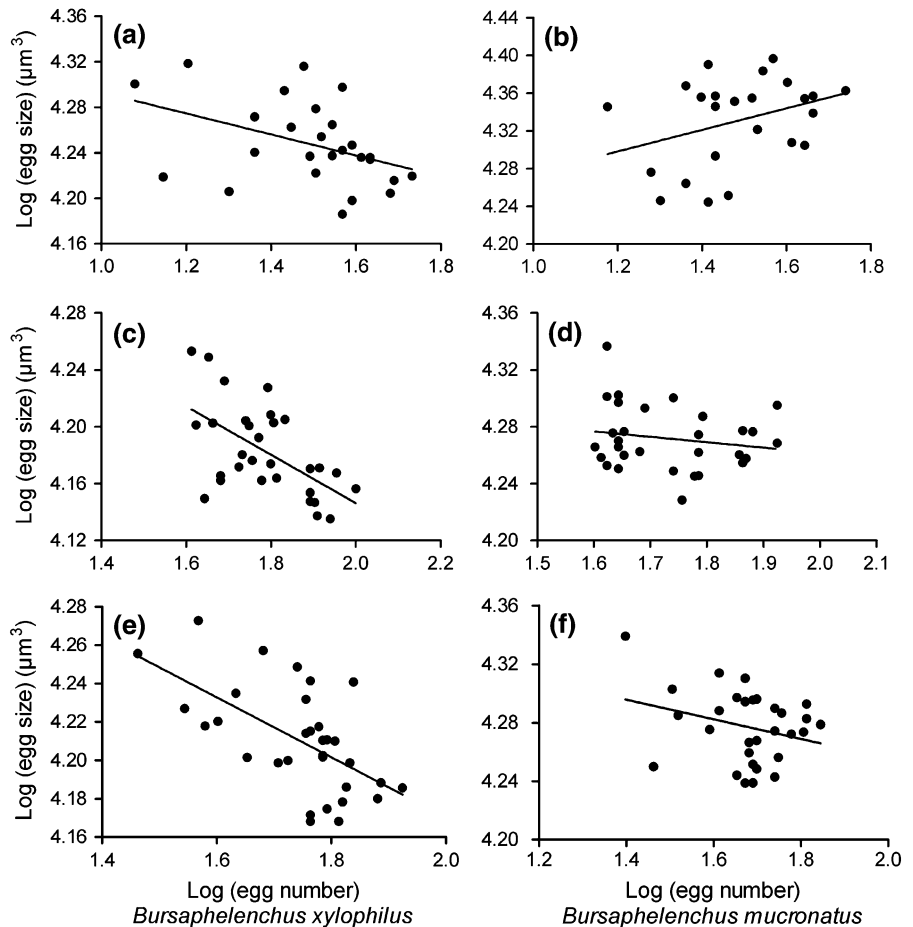 (a)
Log (egg size) (µm³)
4.36
4.32
4.28
4.24
4.20
4.16
1.0 1.2 1.4 1.6 1.8
(b)
4.44
4.40
4.36
4.32
4.28
4.24
4.20
1.0 1.2 1.4 1.6 1.8
(c)
Log (egg size) (µm³)
4.28
4.24
4.20
4.16
4.12
1.4 1.6 1.8 2.0 2.2
(d)
4.36
4.32
4.28
4.24
4.20
1.5 1.6 1.7 1.8 1.9 2.0 2.1
(e)
Log (egg size) (µm³)
4.28
4.26
4.24
4.22
4.20
4.18
4.16
1.4 1.6 1.8 2.0
Log (egg number)
Bursaphelenchus xylophilus
(f)
4.36
4.32
4.28
4.24
4.20
1.2 1.4 1.6 1.8 2.0
Log (egg number)
Bursaphelenchus mucronatus